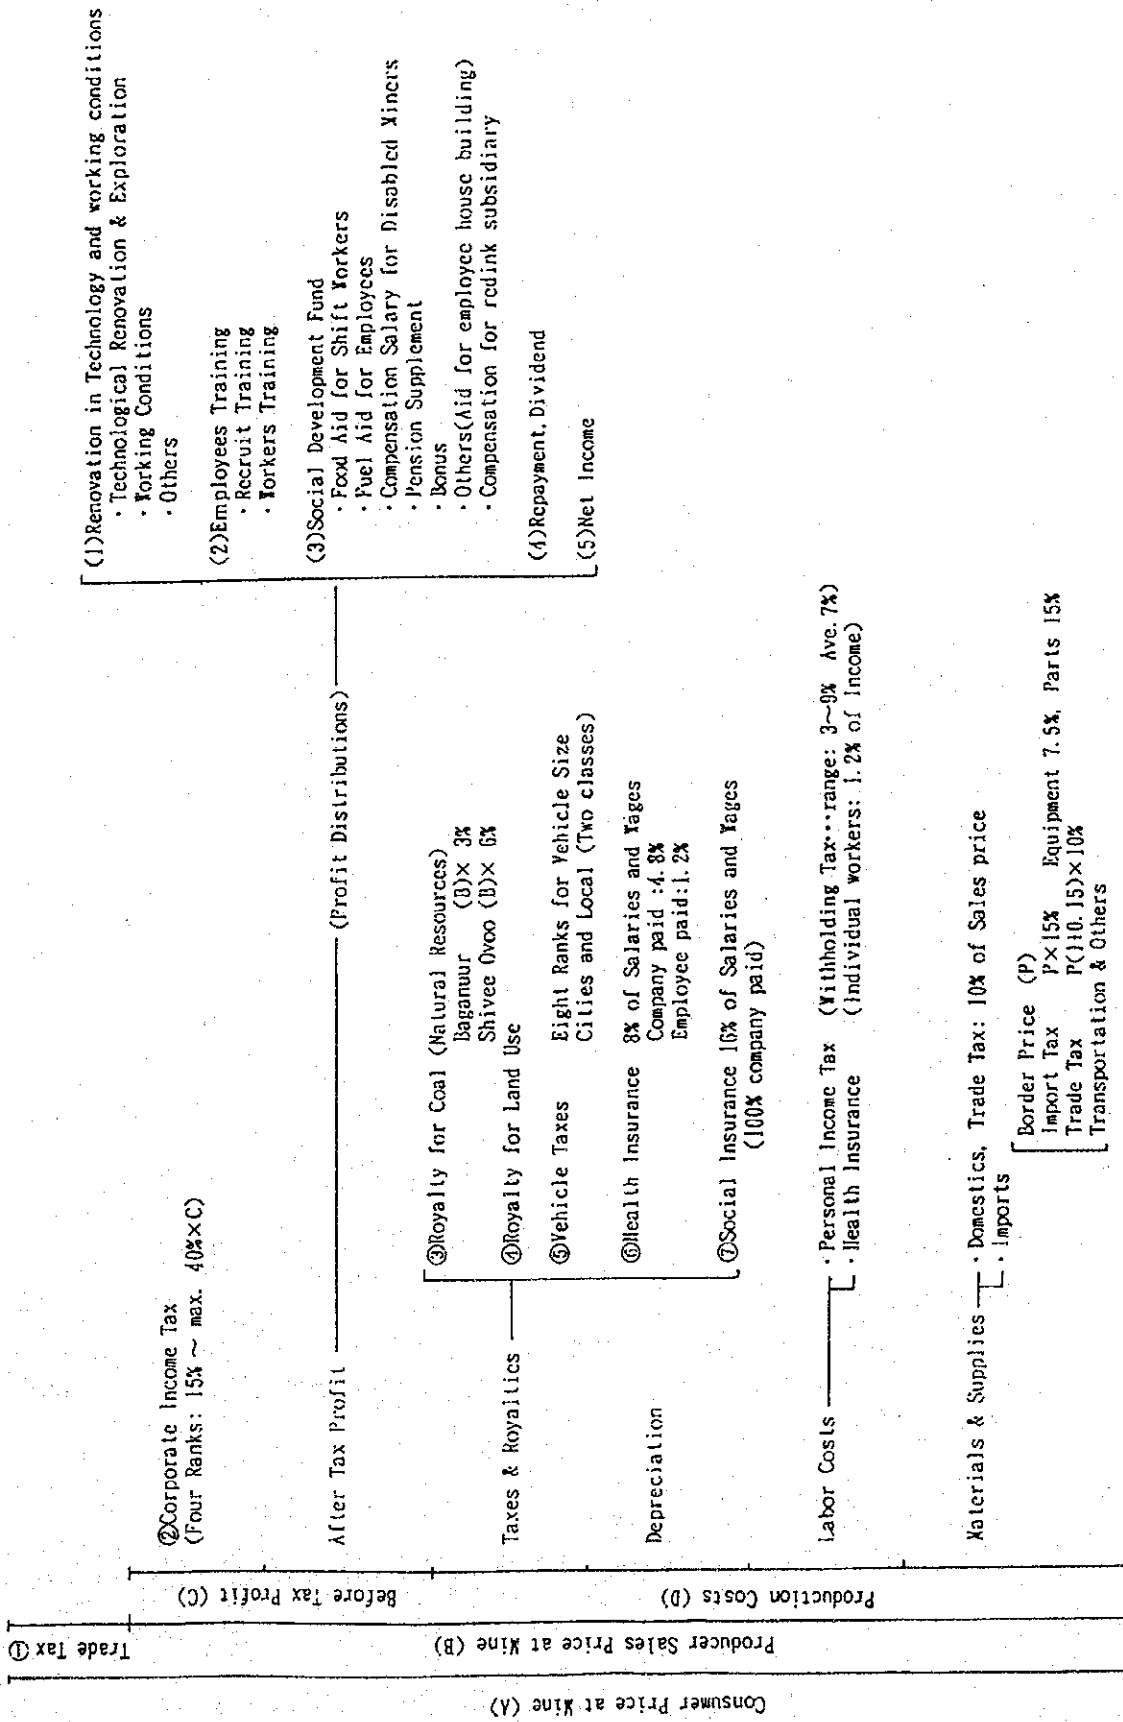 Consumer Price at Mine (A)
Trade Tax ①
Producer Sales Price at Mine (B)
Before Tax Profit (C)
Production Costs (D)
②Corporate Income Tax
(Four Ranks: 15% ~ max. 40%×C)
After Tax Profit
(Profit Distributions)
(1)Renovation in Technology and working conditions
・Technological Renovation & Exploration
・Working Conditions
・Others
(2)Employees Training
・Recruit Training
・Workers Training
(3)Social Development Fund
・Food Aid for Shift Workers
・Fuel Aid for Employees
・Compensation Salary for Disabled Miners
・Pension Supplement
・Bonus
・Others(Aid for employee house building)
・Compensation for redink subsidiary
(4)Repayment, Dividend
(5)Net Income
Taxes & Royalties
③Royalty for Coal (Natural Resources)
Baganuur (B)× 3%
Shivee Ovoo (B)× 6%
④Royalty for Land Use
⑤Vehicle Taxes Eight Ranks for Vehicle Size
Cities and Local (Two classes)
⑥Health Insurance 8% of Salaries and Wages
Company paid :4.8%
Employee paid:1.2%
⑦Social Insurance 16% of Salaries and Wages
(100% company paid)
Depreciation
Labor Costs
・Personal Income Tax (Withholding Tax・・・range: 3~9% Ave. 7%)
・Health Insurance (Individual workers: 1.2% of Income)
Materials & Supplies
・Domestics, Trade Tax: 10% of Sales price
・Imports
Border Price (P)
Import Tax P×15% Equipment 7.5%, Parts 15%
Trade Tax P(1+0.15)×10%
Transportation & Others